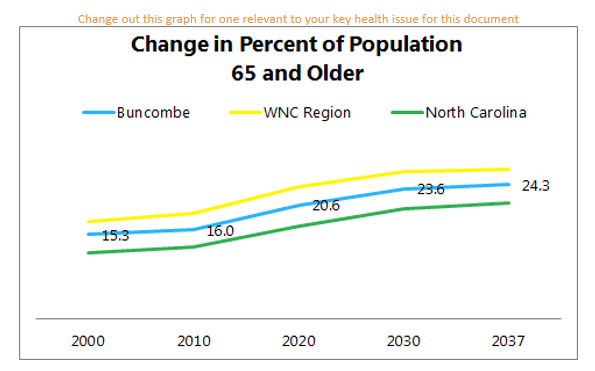 Change out this graph for one relevant to your key health issue for this document
Change in Percent of Population
65 and Older
Buncombe WNC Region North Carolina
15.3 16.0 20.6 23.6 24.3
2000 2010 2020 2030 2037